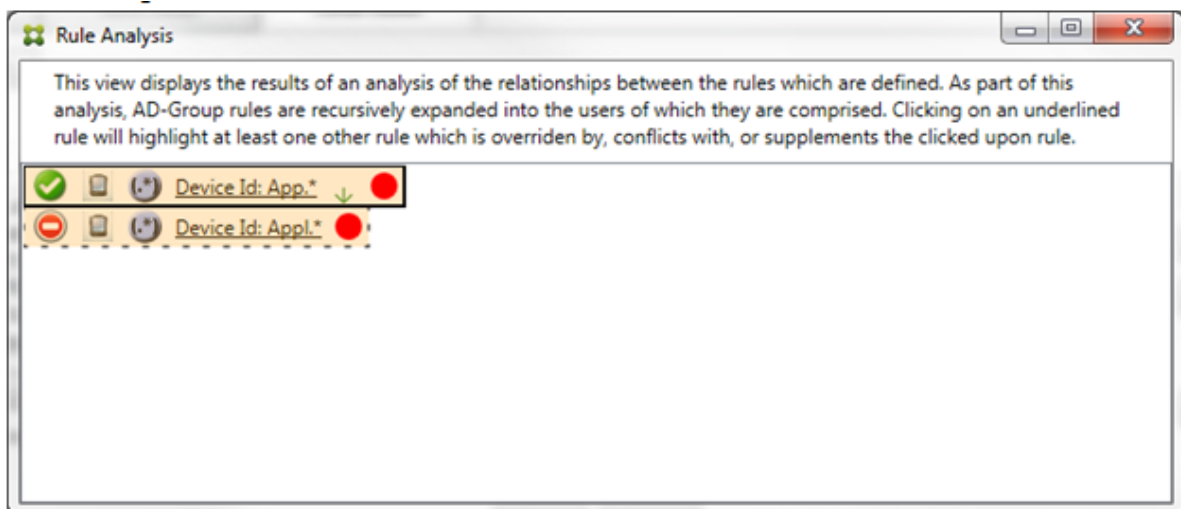 Rule Analysis
This view displays the results of an analysis of the relationships between the rules which are defined. As part of this
analysis, AD-Group rules are recursively expanded into the users of which they are comprised. Clicking on an underlined
rule will highlight at least one other rule which is overriden by, conflicts with, or supplements the clicked upon rule.
(.*) Device Id: App.*
(.*) Device Id: Appl.*